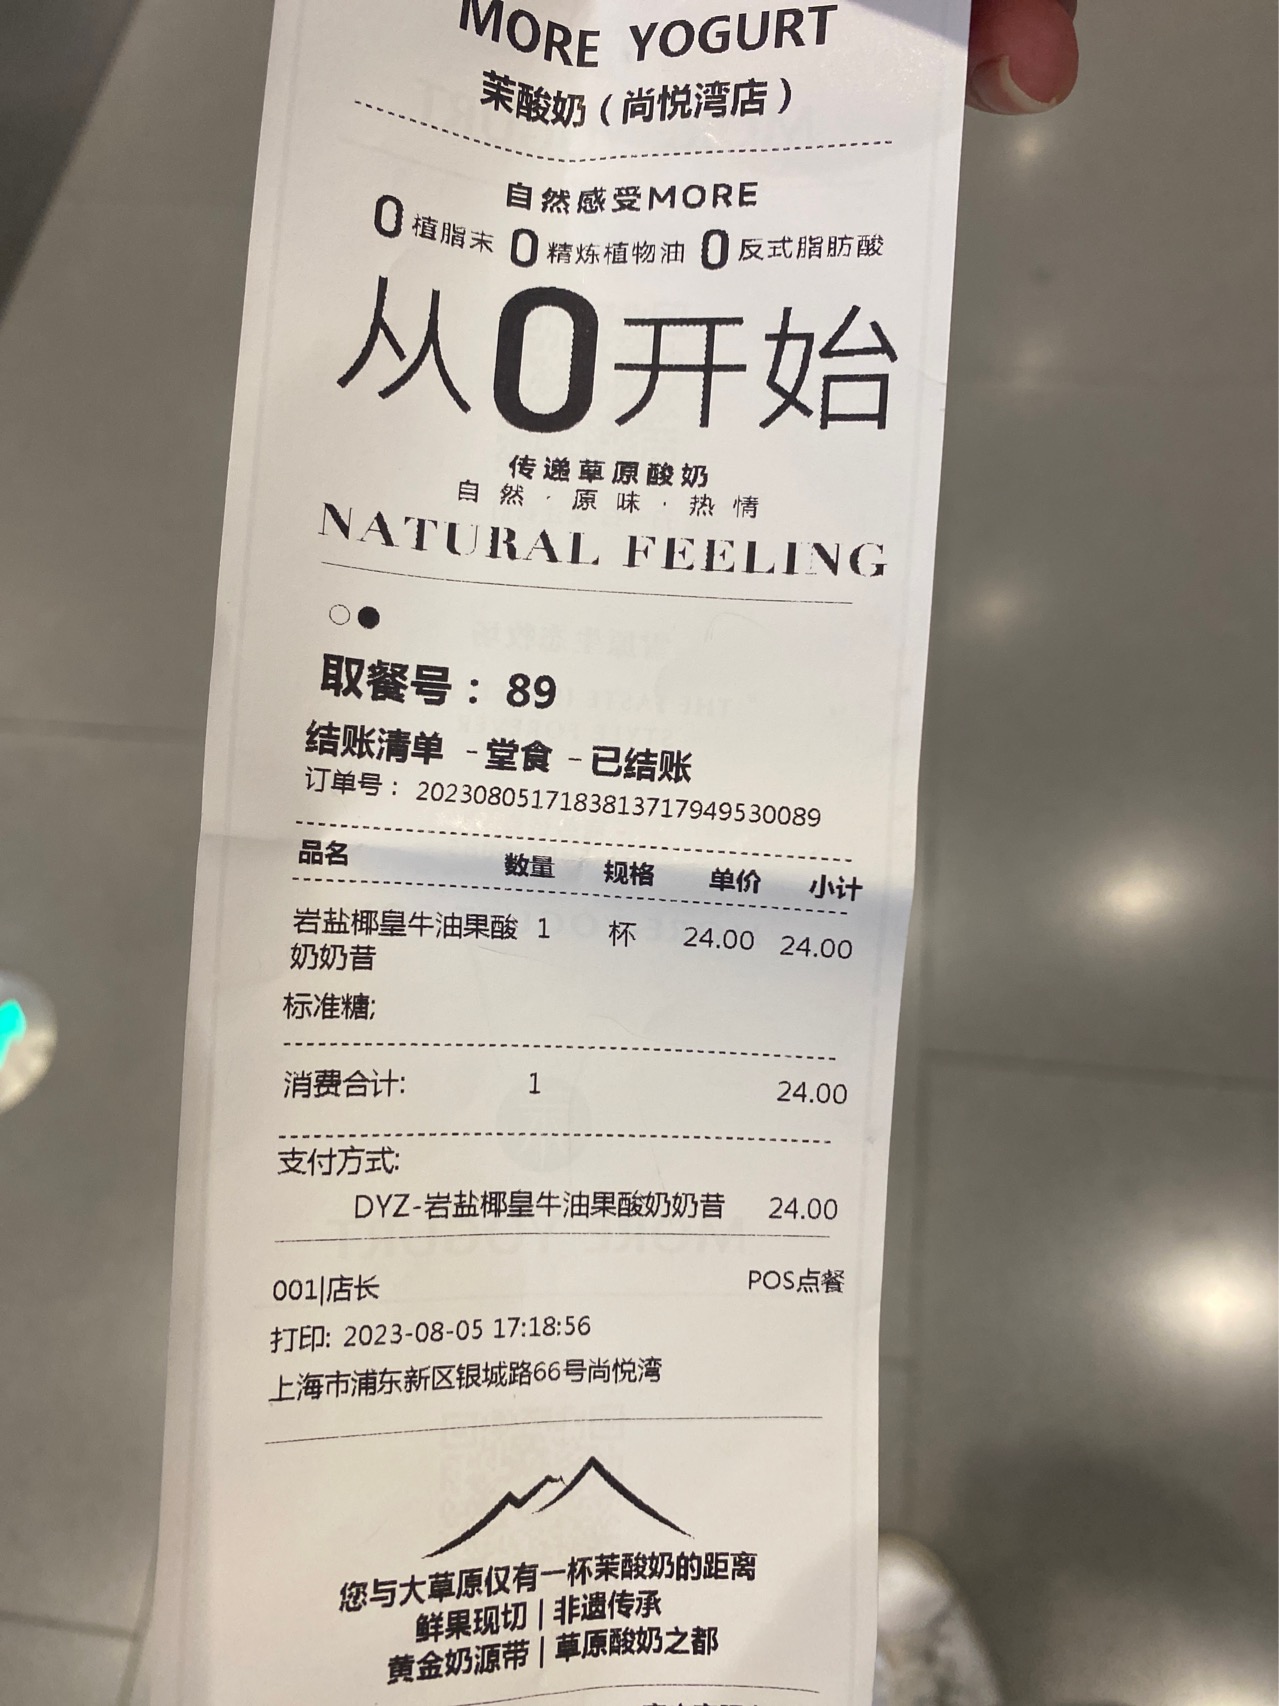 MORE YOGURT
茉酸奶（尚悦湾店）
自然感受MORE
0植脂末 0精炼植物油 0反式脂肪酸
从0开始
传递草原酸奶
自然·原味·热情
NATURAL FEELING
取餐号：89
结账清单 -堂食 -已结账
订单号：20230805171838137179495300​89
品名 数量 规格 单价 小计
岩盐椰皇牛油果酸 1 杯 24.00 24.00
奶奶昔
标准糖;
消费合计: 1 24.00
支付方式:
DYZ-岩盐椰皇牛油果酸奶奶昔 24.00
001|店长 POS点餐
打印: 2023-08-05 17:18:56
上海市浦东新区银城路66号尚悦湾
您与大草原仅有一杯茉酸奶的距离
鲜果现切｜非遗传承
黄金奶源带｜草原酸奶之都